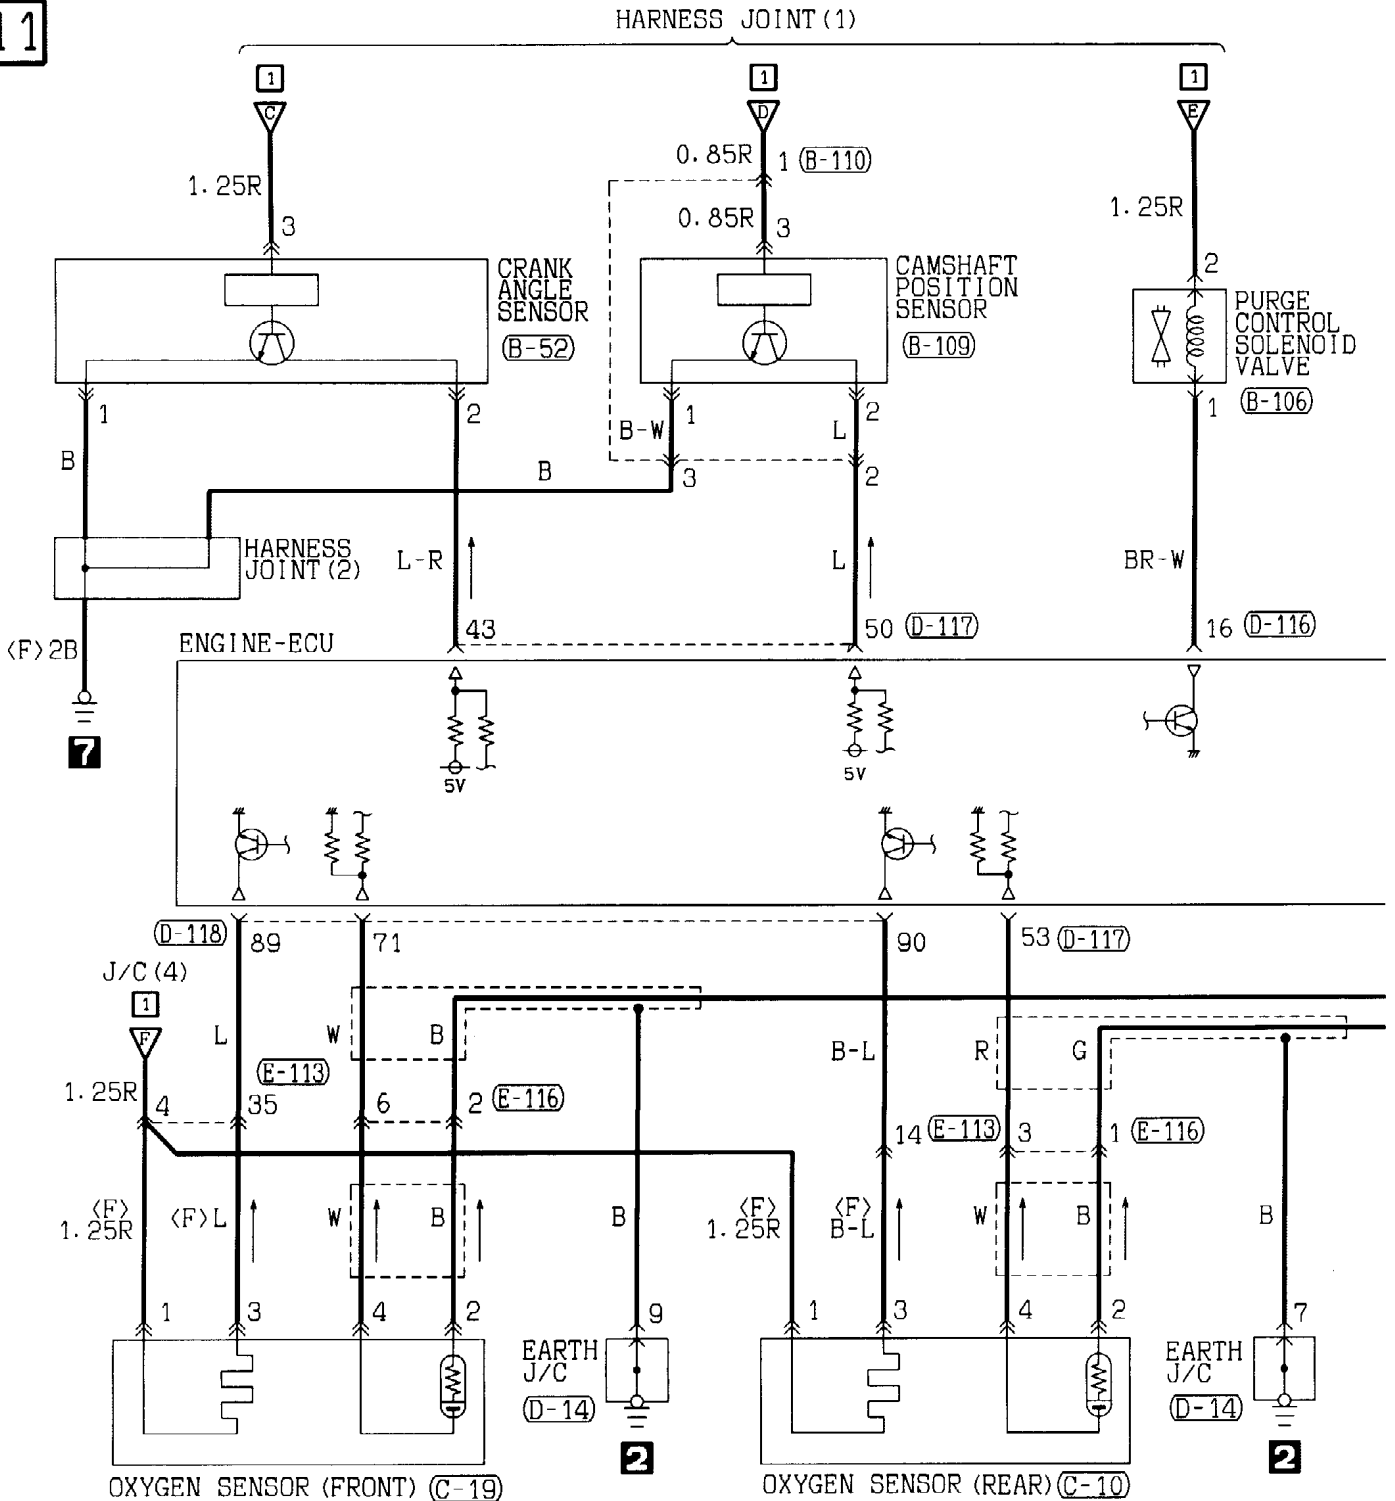 11
HARNESS JOINT(1)
1
1
1
C
D
E
0.85R
1
B-110
1.25R
3
0.85R
3
1.25R
2
CRANK
ANGLE
SENSOR
B-52
CAMSHAFT
POSITION
SENSOR
B-109
PURGE
CONTROL
SOLENOID
VALVE
B-106
1
2
1
2
1
B
B-W
L
B
3
2
HARNESS
JOINT(2)
L-R
L
BR-W
<F>2B
43
50
D-117
16
D-116
ENGINE-ECU
7
5V
5V
D-118
89
71
90
53
D-117
J/C(4)
1
F
L
W
B
B-L
R
G
1.25R
4
E-113
35
6
2
E-116
14
E-113
3
1
E-116
<F>
1.25R
<F>L
W
B
B
<F>
1.25R
<F>
B-L
W
B
B
1
3
4
2
9
1
3
4
2
7
EARTH
J/C
D-14
EARTH
J/C
D-14
2
2
OXYGEN SENSOR (FRONT)
C-19
OXYGEN SENSOR (REAR)
C-10